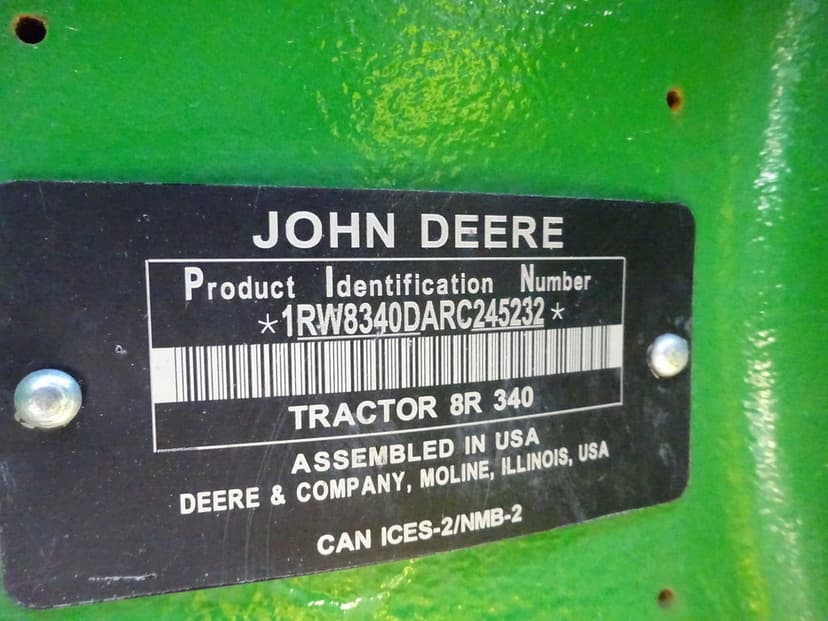 JOHN DEERE
Product Identification Number
*1RW8340DARC245232*
TRACTOR 8R 340
ASSEMBLED IN USA
DEERE & COMPANY, MOLINE, ILLINOIS, USA
CAN ICES-2/NMB-2